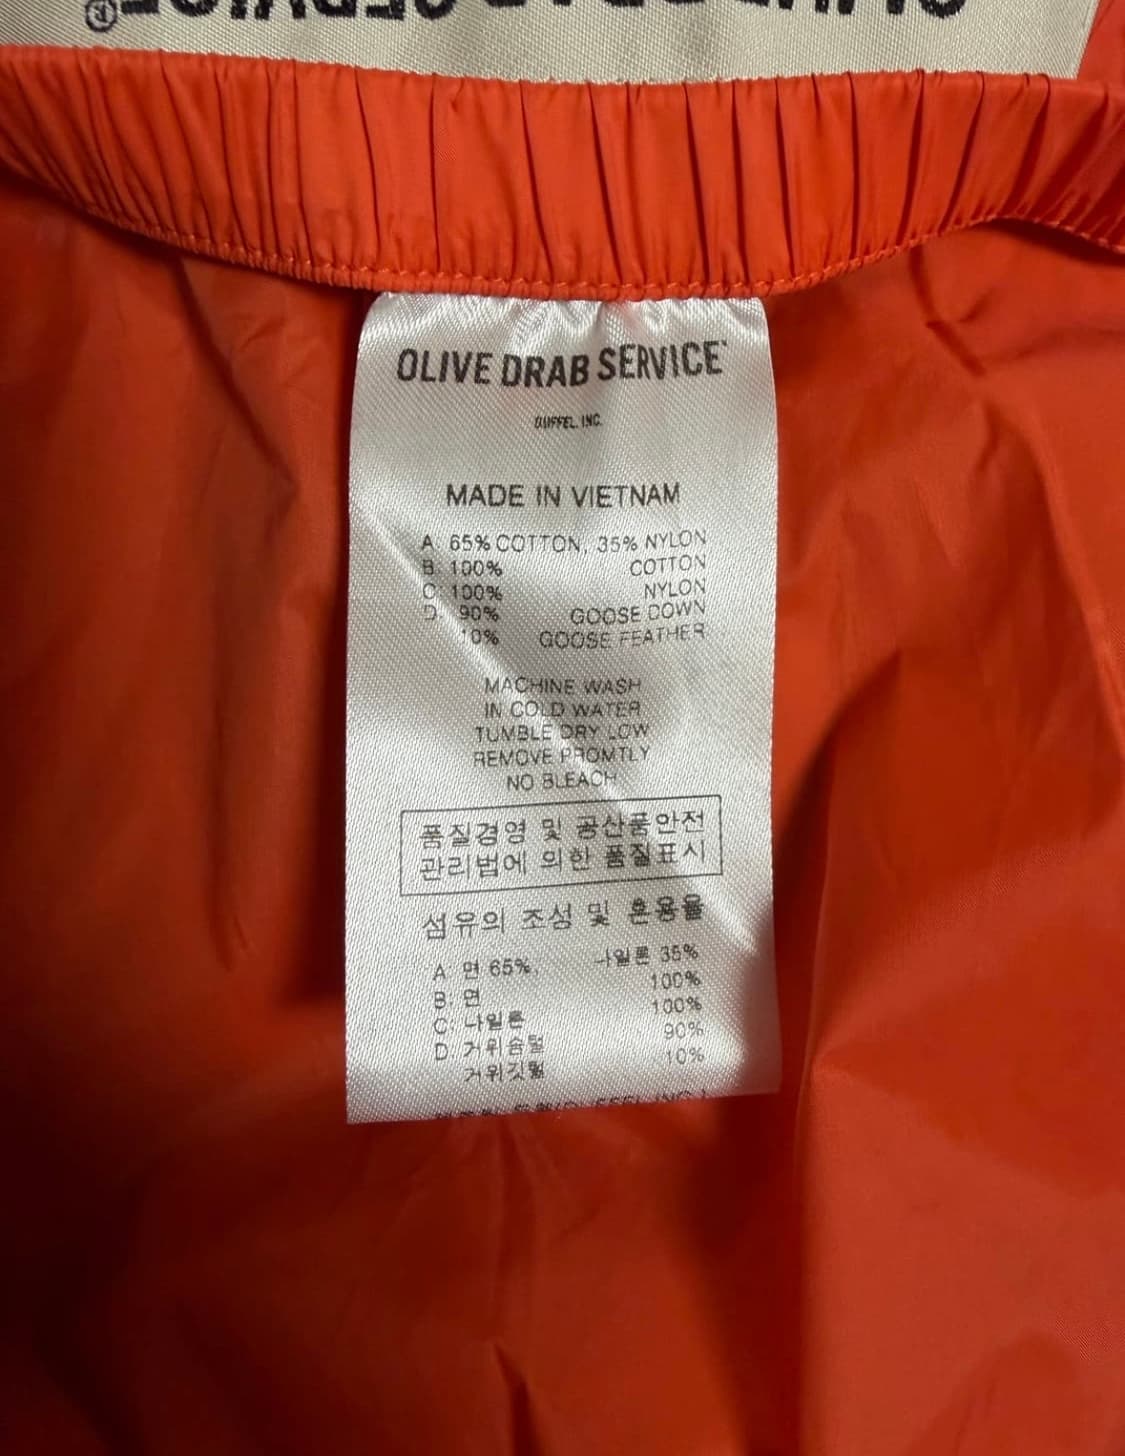 OLIVE DRAB SERVICE
DUFFEL. INC.
MADE IN VIETNAM
A: 65% COTTON, 35% NYLON
B: 100% COTTON
C: 100% NYLON
D: 90% GOOSE DOWN
10% GOOSE FEATHER
MACHINE WASH
IN COLD WATER
TUMBLE DRY LOW
REMOVE PROMTLY
NO BLEACH
품질경영 및 공산품안전
관리법에 의한 품질표시
섬유의 조성 및 혼용율
A: 면 65%, 나일론 35%
B: 면 100%
C: 나일론 100%
D: 거위솜털 90%
거위깃털 10%